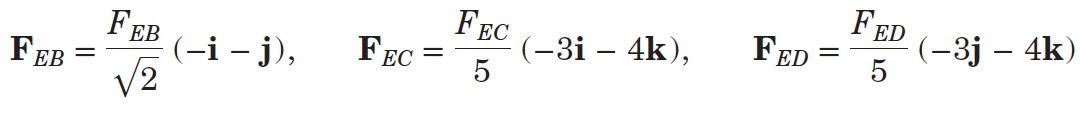 F_EB = F_EB/√2 (−i − j), F_EC = F_EC/5 (−3i − 4k), F_ED = F_ED/5 (−3j − 4k)